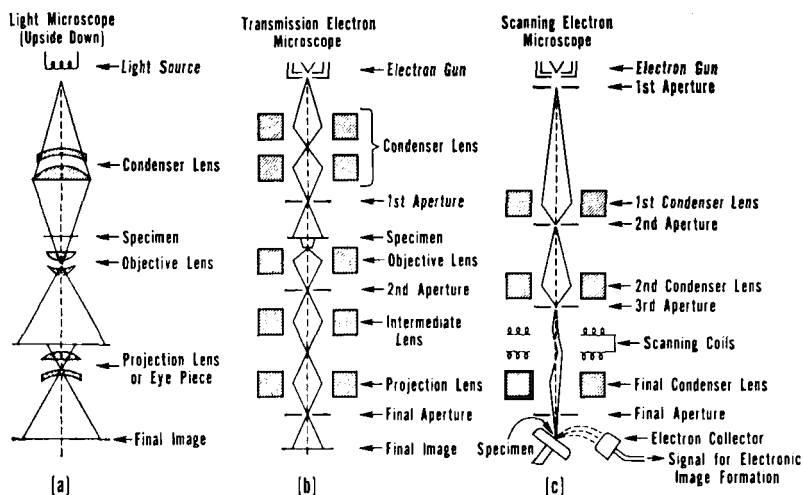 Light Microscope
(Upside Down)
Light Source
Condenser Lens
Specimen
Objective Lens
Projection Lens
or Eye Piece
Final Image
(a)
Transmission Electron
Microscope
Electron Gun
Condenser Lens
1st Aperture
Specimen
Objective Lens
2nd Aperture
Intermediate
Lens
Projection Lens
Final Aperture
Final Image
(b)
Scanning Electron
Microscope
Electron Gun
1st Aperture
1st Condenser Lens
2nd Aperture
2nd Condenser Lens
3rd Aperture
Scanning Coils
Final Condenser Lens
Final Aperture
Electron Collector
Specimen
Signal for Electronic
Image Formation
(c)